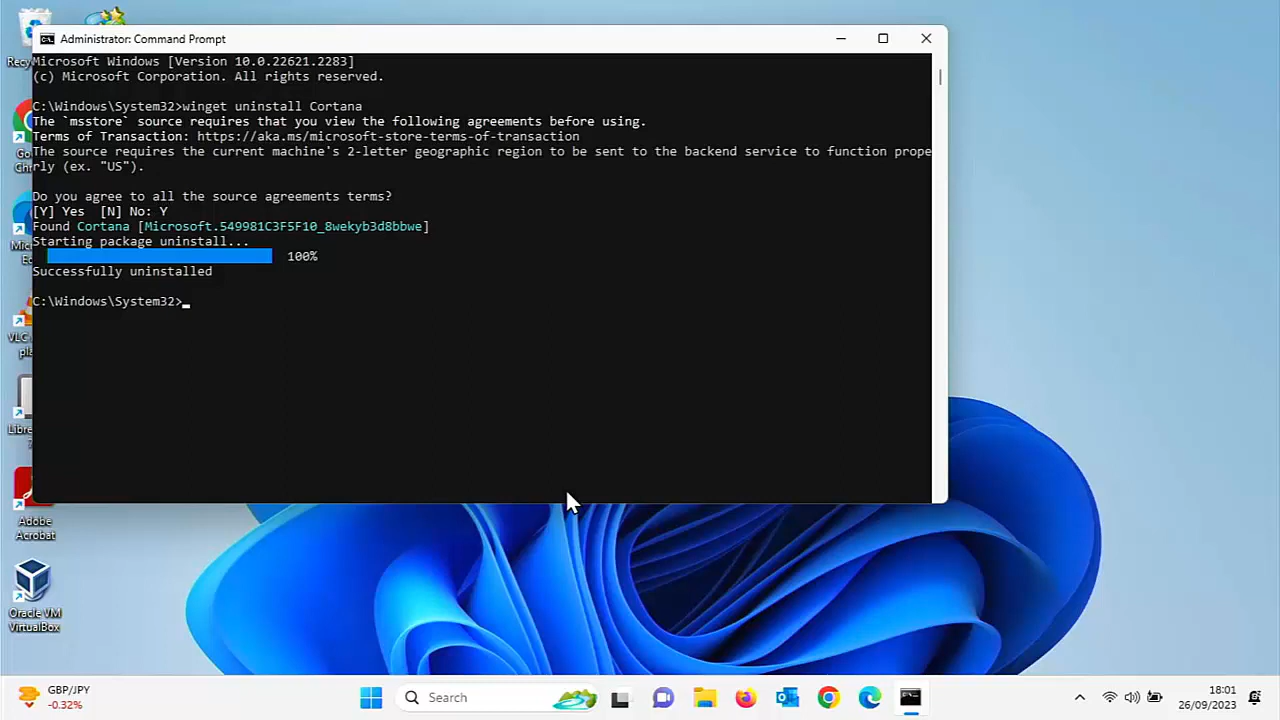 Administrator: Command Prompt
Microsoft Windows [Version 10.0.22621.2283]
(c) Microsoft Corporation. All rights reserved.
C:\Windows\System32>winget uninstall Cortana
The `msstore` source requires that you view the following agreements before using.
Terms of Transaction: https://aka.ms/microsoft-store-terms-of-transaction
The source requires the current machine's 2-letter geographic region to be sent to the backend service to function prope
rly (ex. "US").
Do you agree to all the source agreements terms?
[Y] Yes  [N] No: Y
Found Cortana [Microsoft.549981C3F5F10_8wekyb3d8bbwe]
Starting package uninstall...
100%
Successfully uninstalled
C:\Windows\System32>
Adobe
Acrobat
Oracle VM
VirtualBox
GBP/JPY
-0.32%
Search
18:01
26/09/2023